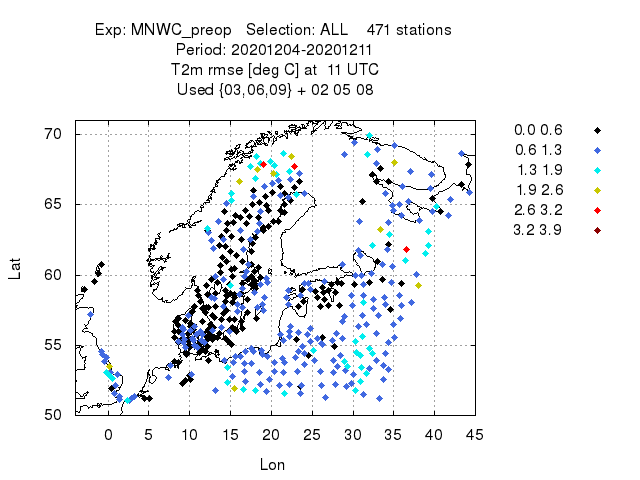 Exp: MNWC_preop Selection: ALL 471 stations
Period: 20201204-20201211
T2m rmse [deg C] at 11 UTC
Used {03,06,09} + 02 05 08
70
65
60
55
50
Lat
0 5 10 15 20 25 30 35 40 45
Lon
0.0 0.6
0.6 1.3
1.3 1.9
1.9 2.6
2.6 3.2
3.2 3.9